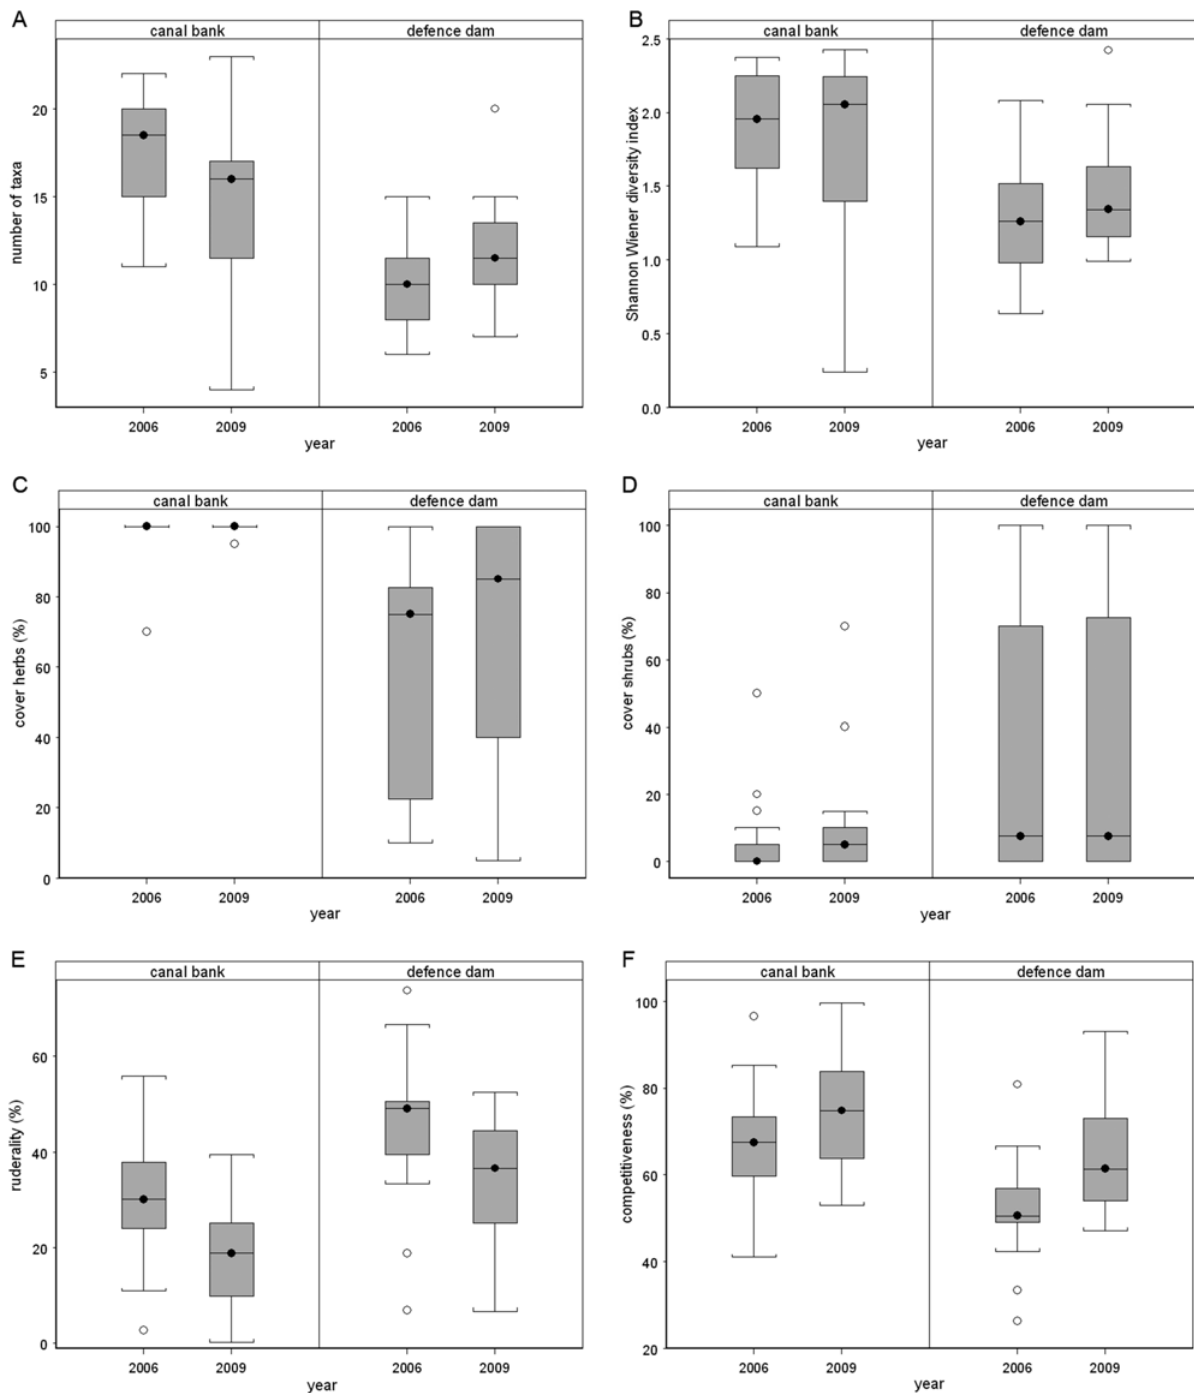 A
canal bank defence dam
number of taxa
20
15
10
5
2006 2009 2006 2009
year
B
canal bank defence dam
Shannon Wiener diversity index
2.5
2.0
1.5
1.0
0.5
0.0
2006 2009 2006 2009
year
C
canal bank defence dam
cover herbs (%)
100
80
60
40
20
0
2006 2009 2006 2009
year
D
canal bank defence dam
cover shrubs (%)
100
80
60
40
20
0
2006 2009 2006 2009
year
E
canal bank defence dam
ruderality (%)
60
40
20
0
2006 2009 2006 2009
year
F
canal bank defence dam
competitiveness (%)
100
80
60
40
20
2006 2009 2006 2009
year